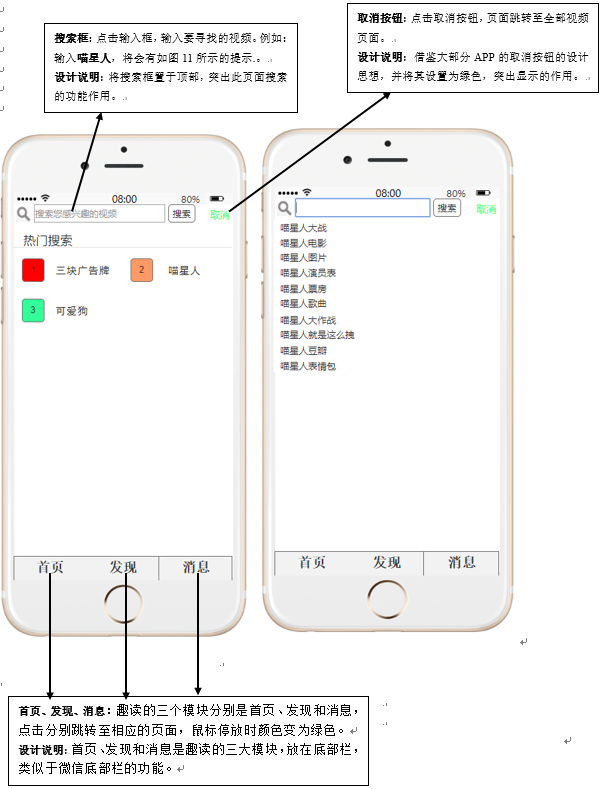 搜索框：点击输入框，输入要寻找的视频。例如：
输入喵星人，将会有如图 11 所示的提示.。
设计说明：将搜索框置于顶部，突出此页面搜索
的功能作用。
取消按钮：点击取消按钮，页面跳转至全部视频
页面。
设计说明：借鉴大部分 APP 的取消按钮的设计
思想，并将其设置为绿色，突出显示的作用。
08:00 80%
搜索您感兴趣的视频 搜索 取消
热门搜索
1 三块广告牌 2 喵星人
3 可爱狗
首页 发现 消息
08:00 80%
搜索 取消
喵星人大战
喵星人电影
喵星人图片
喵星人演员表
喵星人票房
喵星人歌曲
喵星人大作战
喵星人就是这么拽
喵星人豆瓣
喵星人表情包
首页 发现 消息
首页、发现、消息：趣读的三个模块分别是首页、发现和消息，
点击分别跳转至相应的页面，鼠标停放时颜色变为绿色。
设计说明：首页、发现和消息是趣读的三大模块，放在底部栏，
类似于微信底部栏的功能。